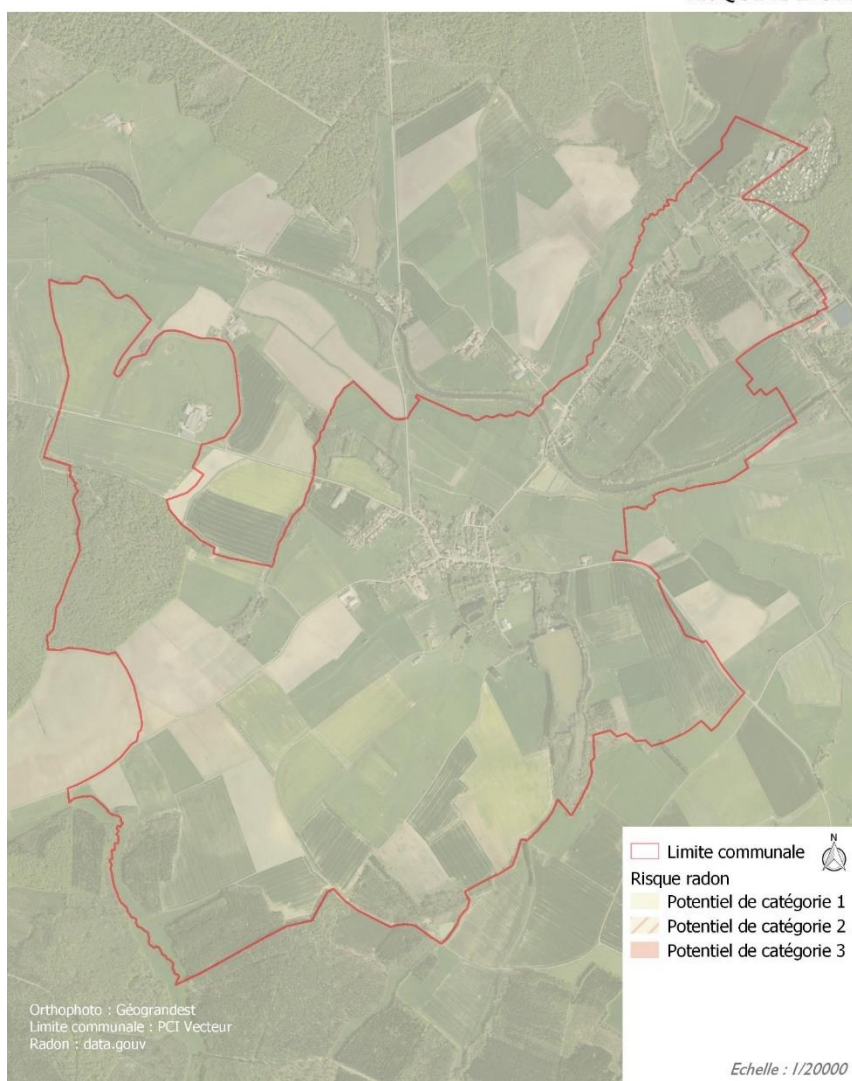 N
Limite communale
Risque radon
Potentiel de catégorie 1
Potentiel de catégorie 2
Potentiel de catégorie 3
Orthophoto : Géograndest
Limite communale : PCI Vecteur
Radon : data.gouv
Echelle : 1/20000